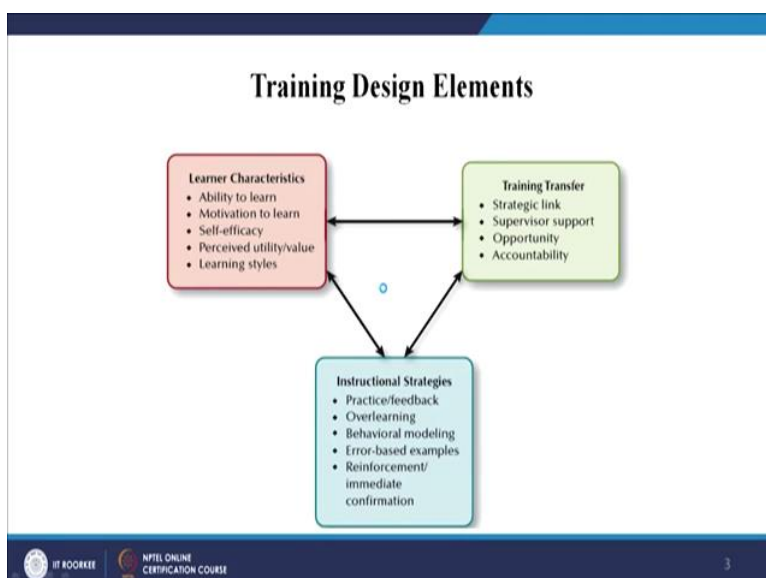 Training Design Elements
Learner Characteristics
• Ability to learn
• Motivation to learn
• Self-efficacy
• Perceived utility/value
• Learning styles
Training Transfer
• Strategic link
• Supervisor support
• Opportunity
• Accountability
Instructional Strategies
• Practice/feedback
• Overlearning
• Behavioral modeling
• Error-based examples
• Reinforcement/
immediate
confirmation
IIT ROORKEE
NPTEL ONLINE
CERTIFICATION COURSE
3